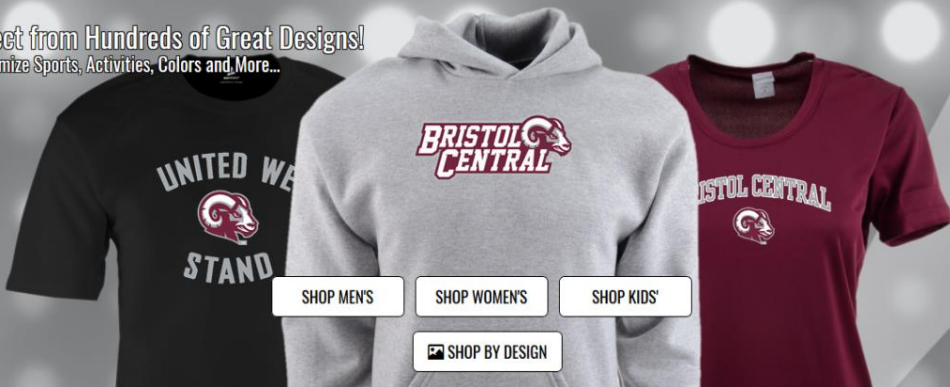 ect from Hundreds of Great Designs!
mize Sports, Activities, Colors and More...
UNITED WE
STAND
BRISTOL
CENTRAL
ISTOL CENTRAL
SHOP MEN'S
SHOP WOMEN'S
SHOP KIDS'
SHOP BY DESIGN